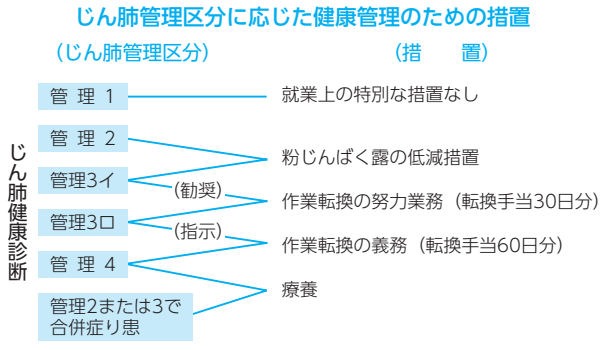 じん肺管理区分に応じた健康管理のための措置
（じん肺管理区分）
（措　　置）
じん肺健康診断
管 理 1
就業上の特別な措置なし
管 理 2
粉じんばく露の低減措置
管理3イ
（勧奨）
作業転換の努力業務（転換手当30日分）
管理3ロ
（指示）
作業転換の義務（転換手当60日分）
管 理 4
療養
管理2または3で
合併症り患